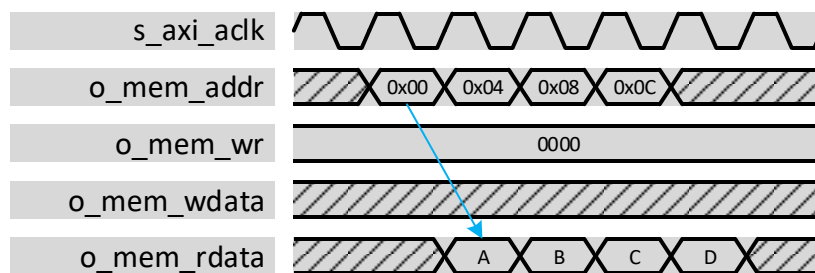 s_axi_aclk
o_mem_addr 0x00 0x04 0x08 0x0C
o_mem_wr 0000
o_mem_wdata
o_mem_rdata A B C D